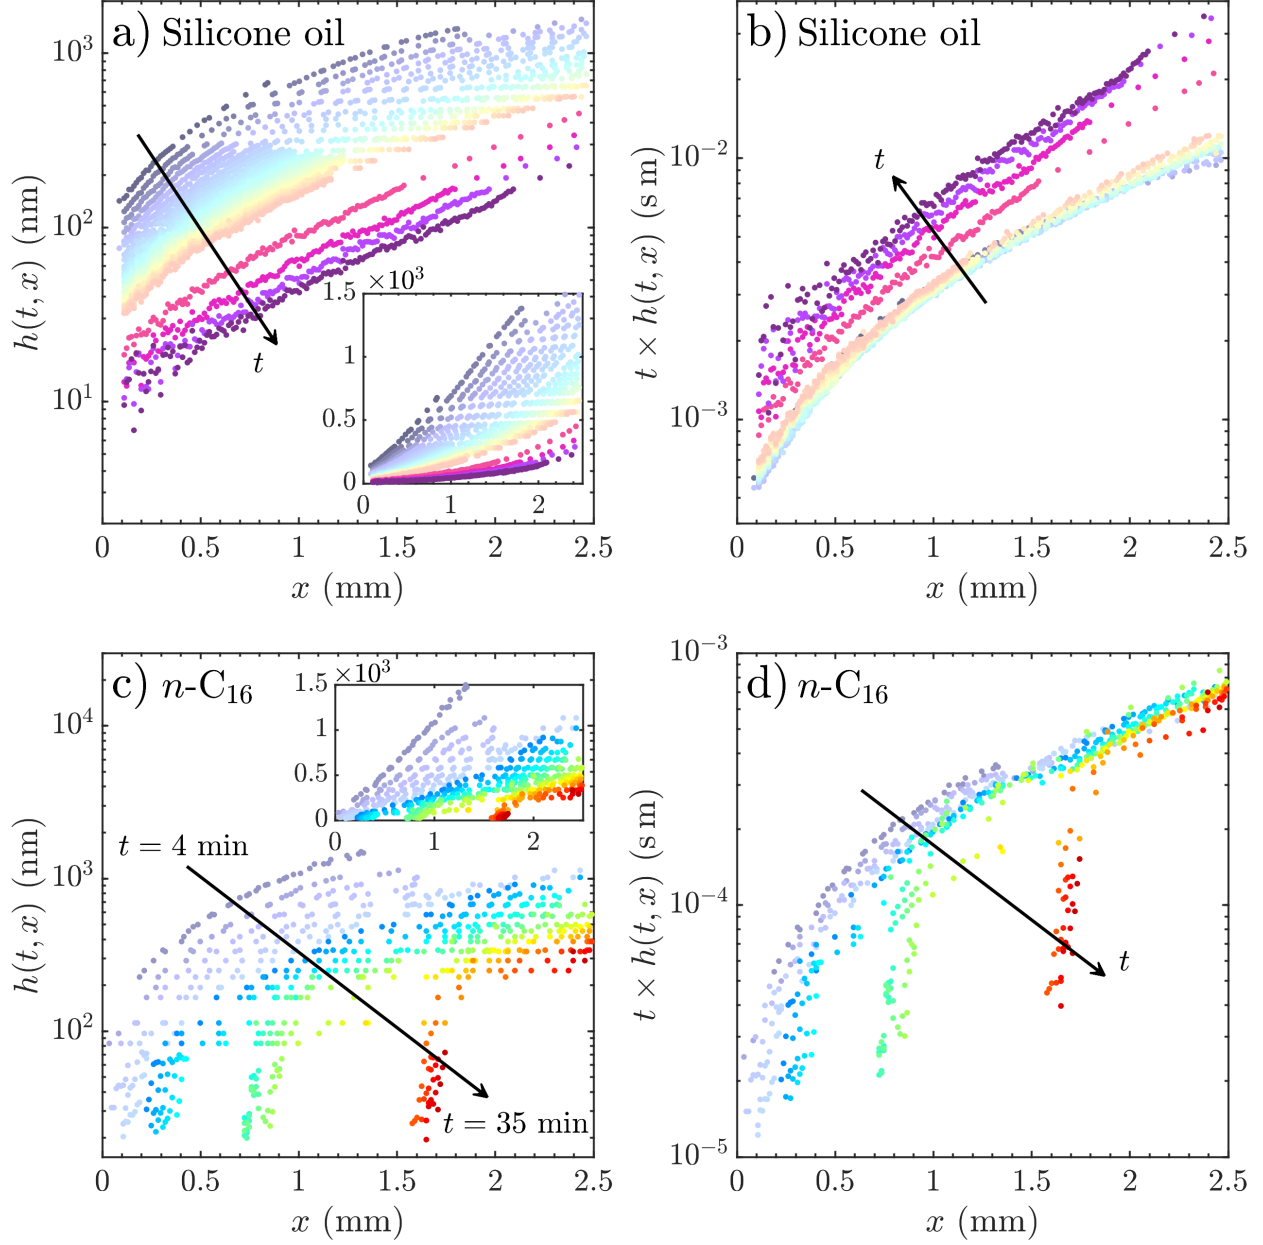 a) Silicone oil
10³
10²
10¹
h(t, x) (nm)
t
×10³
1.5
1
0.5
0
0 1 2
0 0.5 1 1.5 2 2.5
x (mm)
b) Silicone oil
10⁻²
10⁻³
t × h(t, x) (s m)
t
0 0.5 1 1.5 2 2.5
x (mm)
c) n-C₁₆
10⁴
10³
10²
h(t, x) (nm)
×10³
1.5
1
0.5
0
0 1 2
t = 4 min
t = 35 min
0 0.5 1 1.5 2 2.5
x (mm)
d) n-C₁₆
10⁻³
10⁻⁴
10⁻⁵
t × h(t, x) (s m)
t
0 0.5 1 1.5 2 2.5
x (mm)